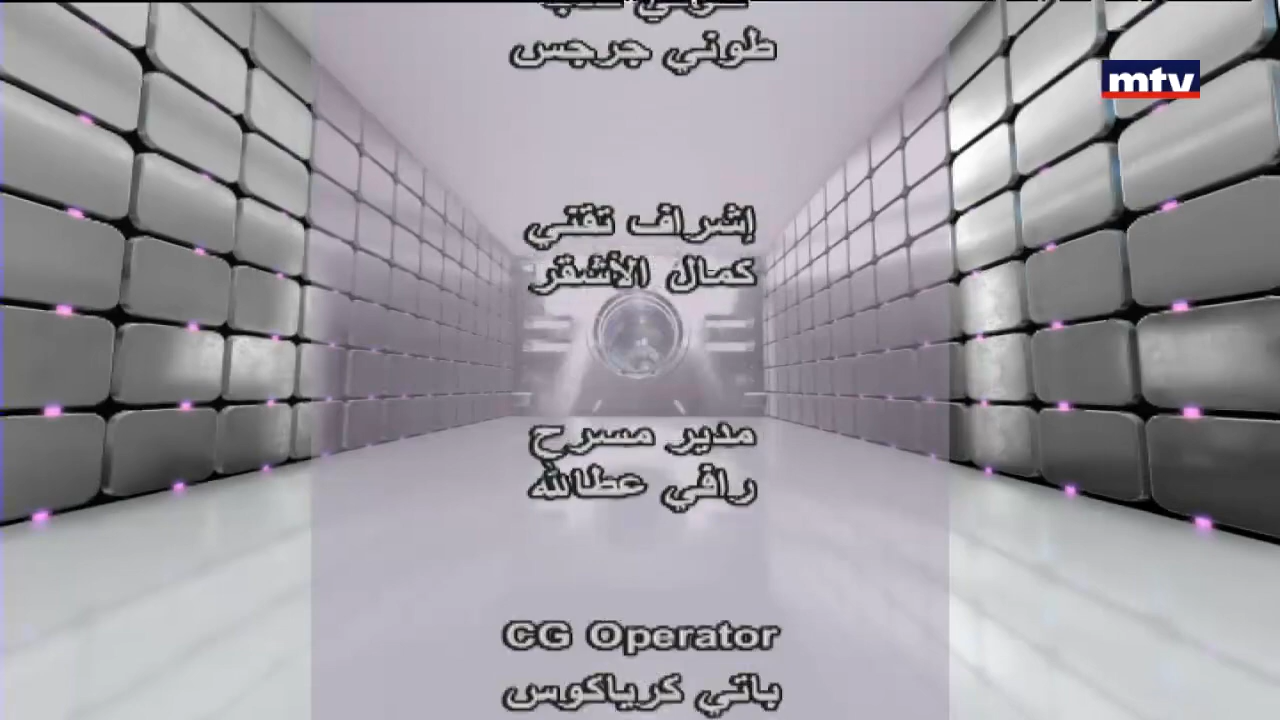 طوني جرجس
mtv
إشراف تقني
كمال الأشقر
مدير مسرح
رافي عطالله
CG Operator
باتي كرياكوس